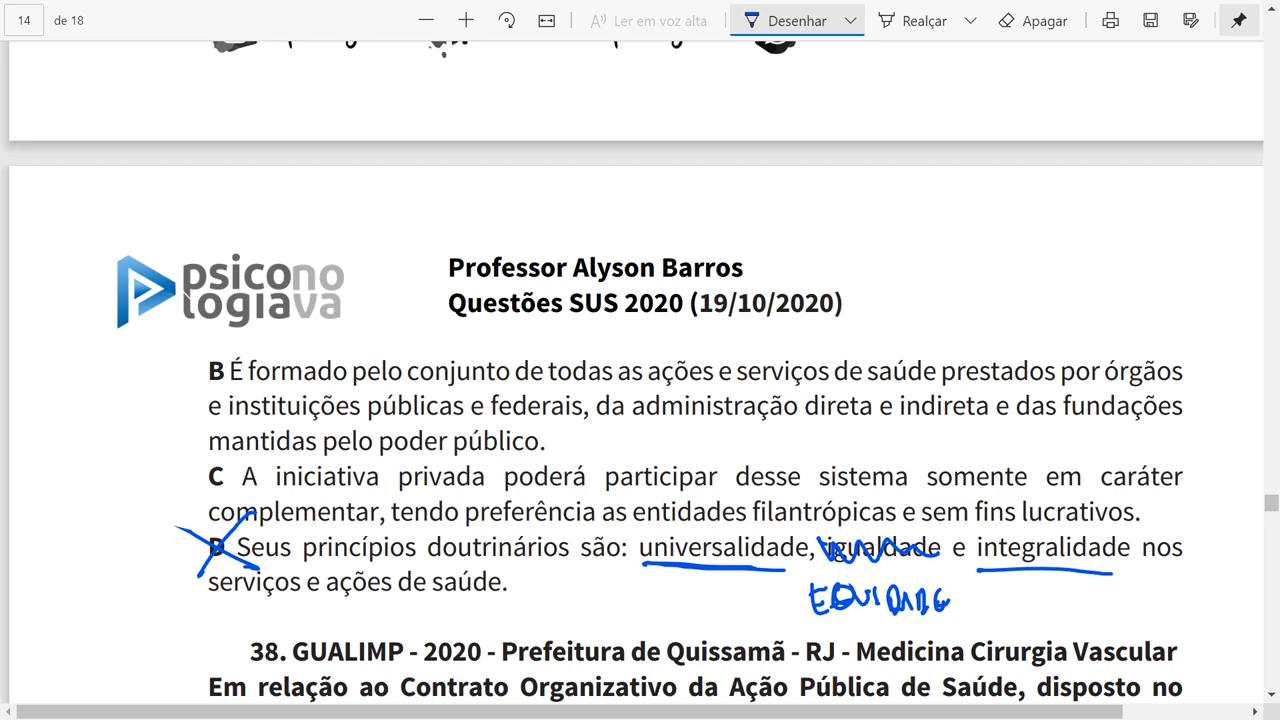 14 de 18 Ler em voz alta Desenhar Realçar Apagar
psicono
logiava
Professor Alyson Barros
Questões SUS 2020 (19/10/2020)
B É formado pelo conjunto de todas as ações e serviços de saúde prestados por órgãos
e instituições públicas e federais, da administração direta e indireta e das fundações
mantidas pelo poder público.
C A iniciativa privada poderá participar desse sistema somente em caráter
complementar, tendo preferência as entidades filantrópicas e sem fins lucrativos.
D Seus princípios doutrinários são: universalidade, igualdade e integralidade nos
EQUIDADE
serviços e ações de saúde.
38. GUALIMP - 2020 - Prefeitura de Quissamã - RJ - Medicina Cirurgia Vascular
Em relação ao Contrato Organizativo da Ação Pública de Saúde, disposto no